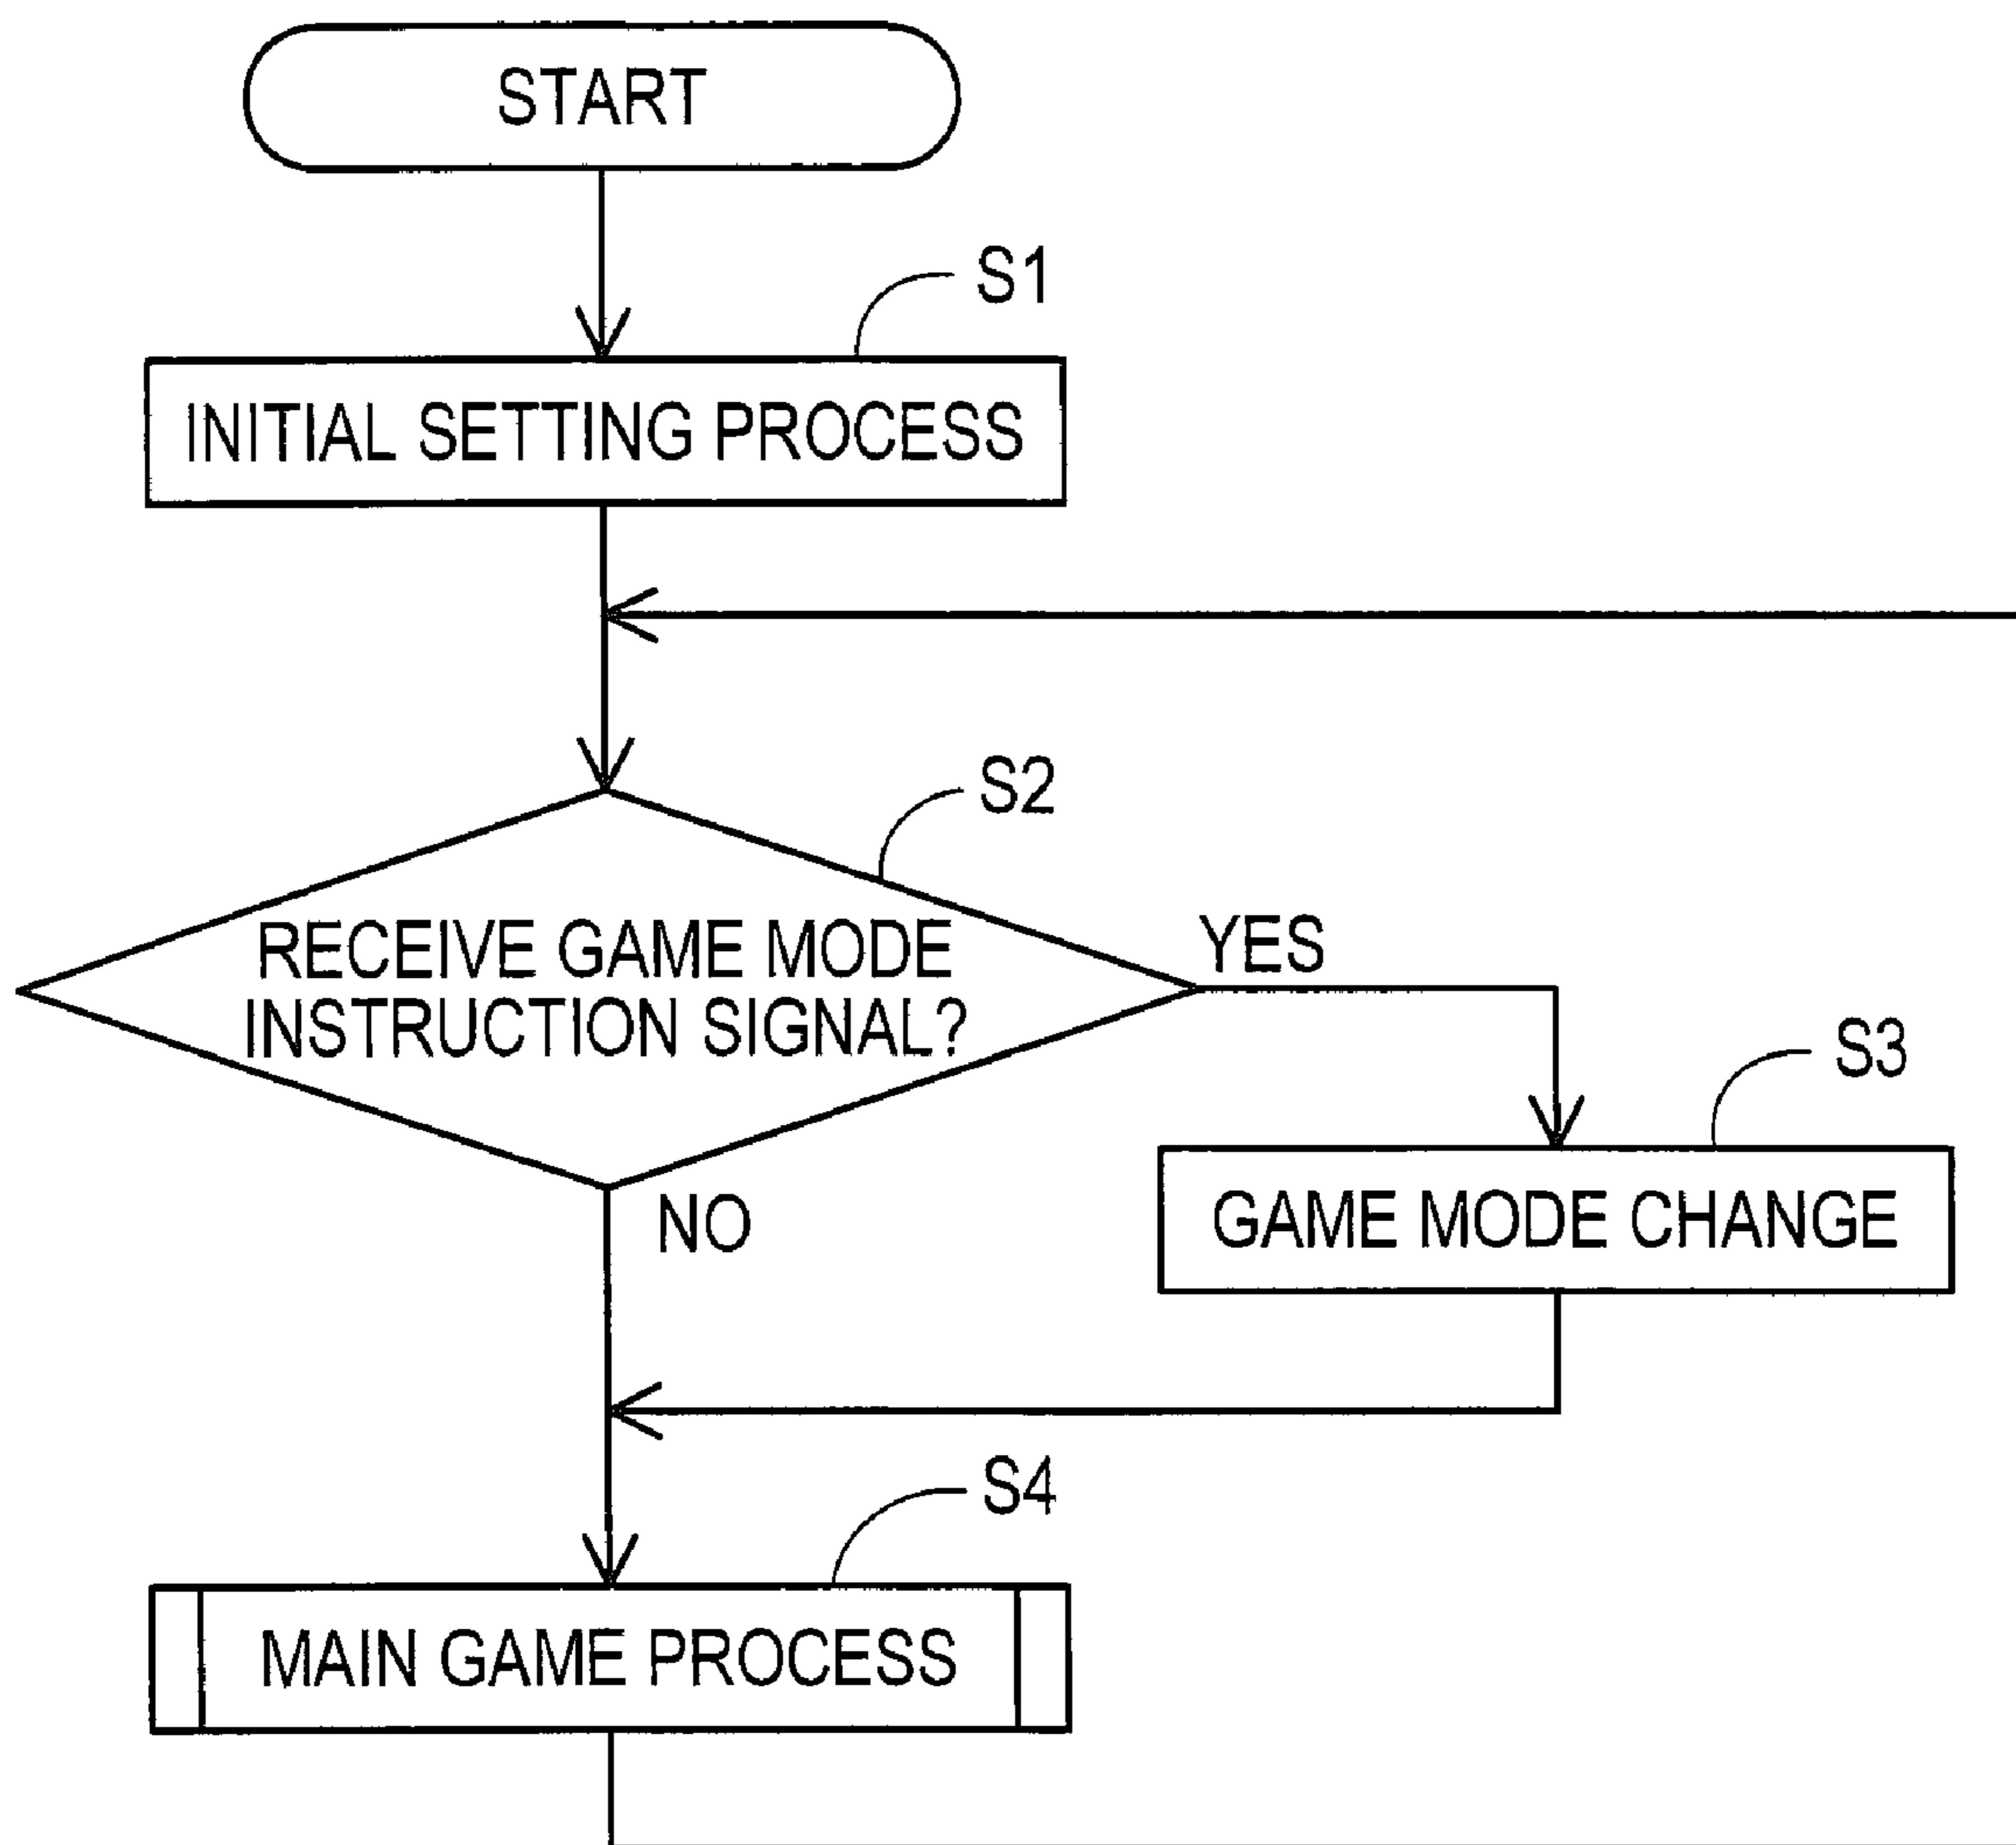 START
S1
INITIAL SETTING PROCESS
S2
RECEIVE GAME MODE
INSTRUCTION SIGNAL?
YES
S3
NO
GAME MODE CHANGE
S4
MAIN GAME PROCESS